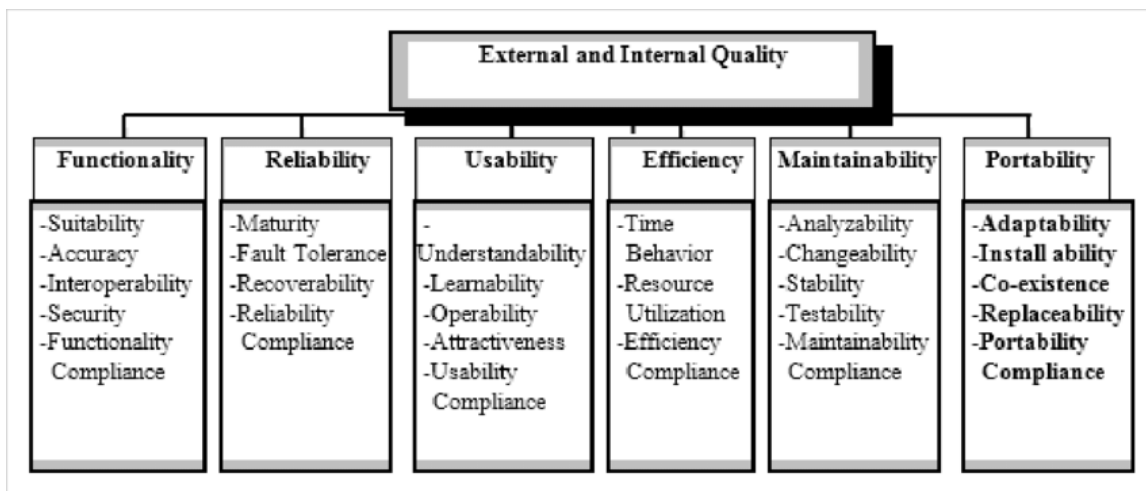 External and Internal Quality
Functionality
-Suitability
-Accuracy
-Interoperability
-Security
-Functionality
Compliance
Reliability
-Maturity
-Fault Tolerance
-Recoverability
-Reliability
Compliance
Usability
-
Understandability
-Learnability
-Operability
-Attractiveness
-Usability
Compliance
Efficiency
-Time
Behavior
-Resource
Utilization
-Efficiency
Compliance
Maintainability
-Analyzability
-Changeability
-Stability
-Testability
-Maintainability
Compliance
Portability
-Adaptability
-Install ability
-Co-existence
-Replaceability
-Portability
Compliance